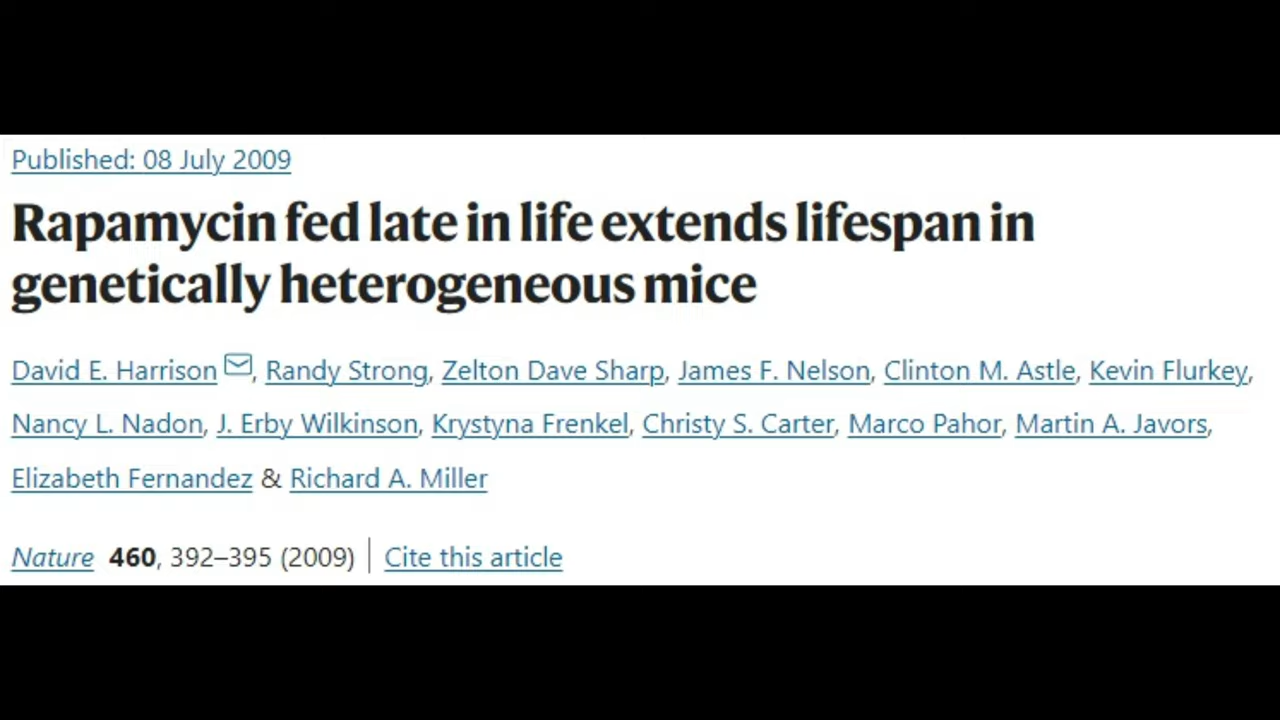 Published: 08 July 2009
Rapamycin fed late in life extends lifespan in
genetically heterogeneous mice
David E. Harrison, Randy Strong, Zelton Dave Sharp, James F. Nelson, Clinton M. Astle, Kevin Flurkey,
Nancy L. Nadon, J. Erby Wilkinson, Krystyna Frenkel, Christy S. Carter, Marco Pahor, Martin A. Javors,
Elizabeth Fernandez & Richard A. Miller
Nature 460, 392–395 (2009) | Cite this article